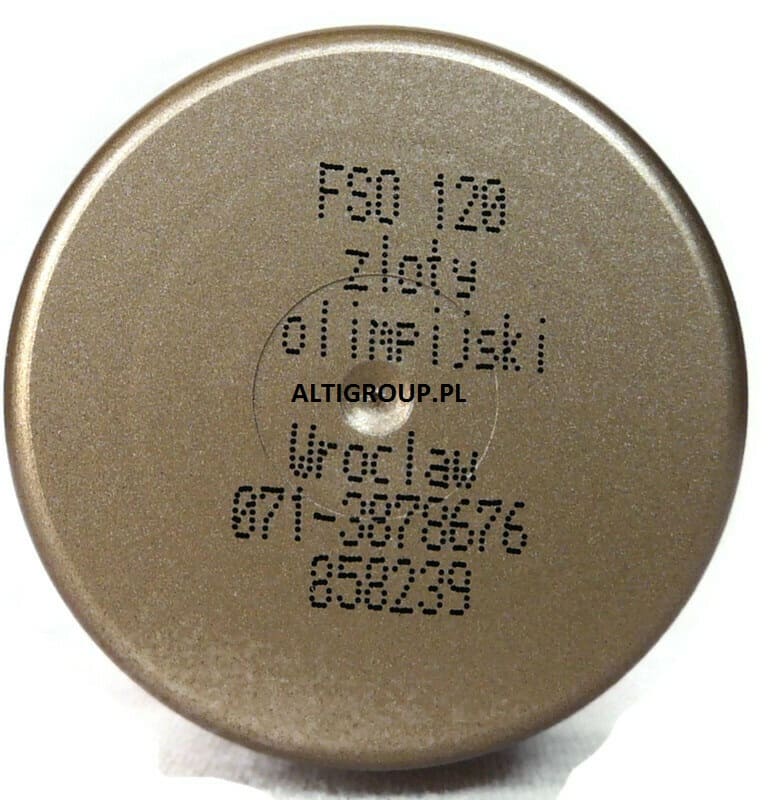 FSO 120
zloty
olimpijski
ALTIGROUP.PL
Wroclaw
071-3878676
858239